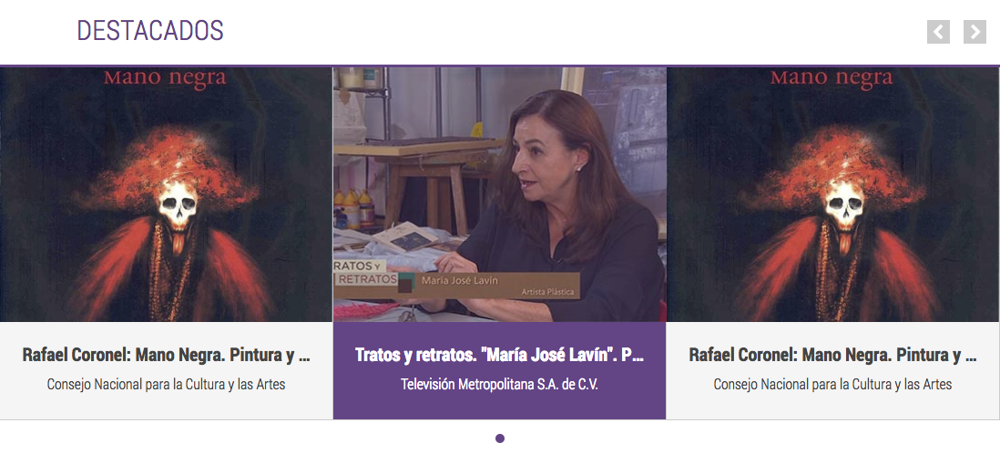 DESTACADOS
Mano negra
Rafael Coronel: Mano Negra. Pintura y ...
Consejo Nacional para la Cultura y las Artes
RATOS Y
RETRATOS
María José Lavín
Artista Plástica
Tratos y retratos. "María José Lavín". P...
Televisión Metropolitana S.A. de C.V.
Mano negra
Rafael Coronel: Mano Negra. Pintura y ...
Consejo Nacional para la Cultura y las Artes